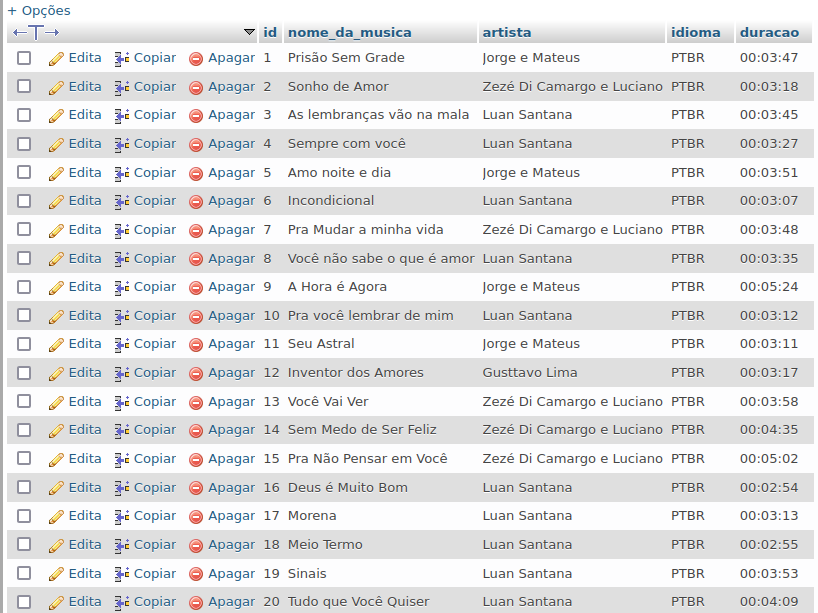 + Opções
id nome_da_musica artista idioma duracao
Edita Copiar Apagar 1 Prisão Sem Grade Jorge e Mateus PTBR 00:03:47
Edita Copiar Apagar 2 Sonho de Amor Zezé Di Camargo e Luciano PTBR 00:03:18
Edita Copiar Apagar 3 As lembranças vão na mala Luan Santana PTBR 00:03:45
Edita Copiar Apagar 4 Sempre com você Luan Santana PTBR 00:03:27
Edita Copiar Apagar 5 Amo noite e dia Jorge e Mateus PTBR 00:03:51
Edita Copiar Apagar 6 Incondicional Luan Santana PTBR 00:03:07
Edita Copiar Apagar 7 Pra Mudar a minha vida Zezé Di Camargo e Luciano PTBR 00:03:48
Edita Copiar Apagar 8 Você não sabe o que é amor Luan Santana PTBR 00:03:35
Edita Copiar Apagar 9 A Hora é Agora Jorge e Mateus PTBR 00:05:24
Edita Copiar Apagar 10 Pra você lembrar de mim Luan Santana PTBR 00:03:12
Edita Copiar Apagar 11 Seu Astral Jorge e Mateus PTBR 00:03:11
Edita Copiar Apagar 12 Inventor dos Amores Gusttavo Lima PTBR 00:03:17
Edita Copiar Apagar 13 Você Vai Ver Zezé Di Camargo e Luciano PTBR 00:03:58
Edita Copiar Apagar 14 Sem Medo de Ser Feliz Zezé Di Camargo e Luciano PTBR 00:04:35
Edita Copiar Apagar 15 Pra Não Pensar em Você Zezé Di Camargo e Luciano PTBR 00:05:02
Edita Copiar Apagar 16 Deus é Muito Bom Luan Santana PTBR 00:02:54
Edita Copiar Apagar 17 Morena Luan Santana PTBR 00:03:13
Edita Copiar Apagar 18 Meio Termo Luan Santana PTBR 00:02:55
Edita Copiar Apagar 19 Sinais Luan Santana PTBR 00:03:53
Edita Copiar Apagar 20 Tudo que Você Quiser Luan Santana PTBR 00:04:09